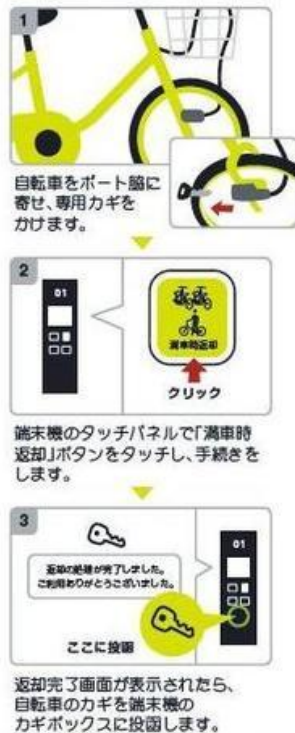 1
自転車をポート脇に
寄せ、専用カギを
かけます。
2
01
満車時返却
クリック
端末機のタッチパネルで「満車時
返却」ボタンをタッチし、手続きを
します。
3
返却の処理が完了しました。
ご利用ありがとうございました。
01
ここに投函
返却完了画面が表示されたら、
自転車のカギを端末機の
カギボックスに投函します。